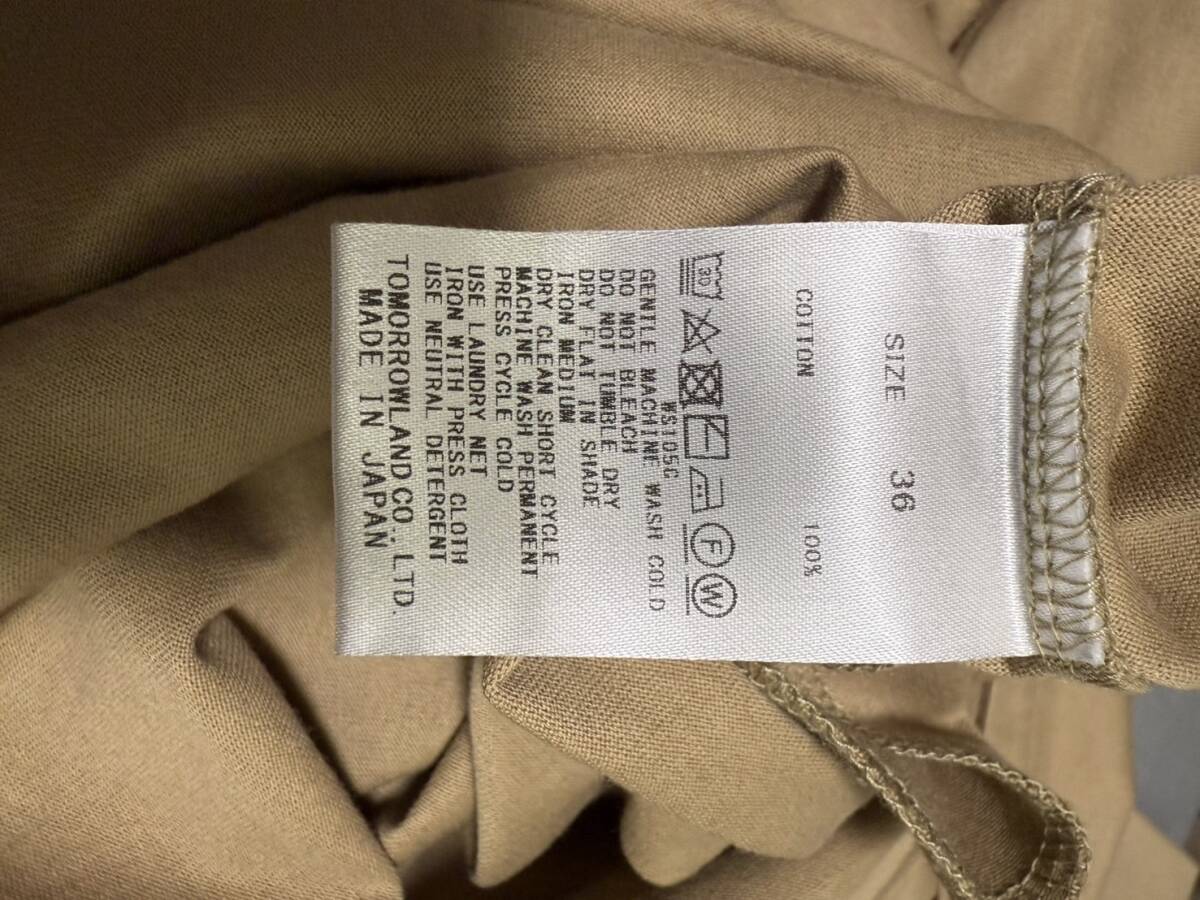 SIZE 36
COTTON 100%
30
F W
WS105G
GENTLE MACHINE WASH COLD
DO NOT BLEACH
DO NOT TUMBLE DRY
DRY FLAT IN SHADE
IRON MEDIUM
DRY CLEAN SHORT CYCLE
MACHINE WASH PERMANENT
PRESS CYCLE COLD
USE LAUNDRY NET
IRON WITH PRESS CLOTH
USE NEUTRAL DETERGENT
TOMORROWLAND CO., LTD.
MADE IN JAPAN